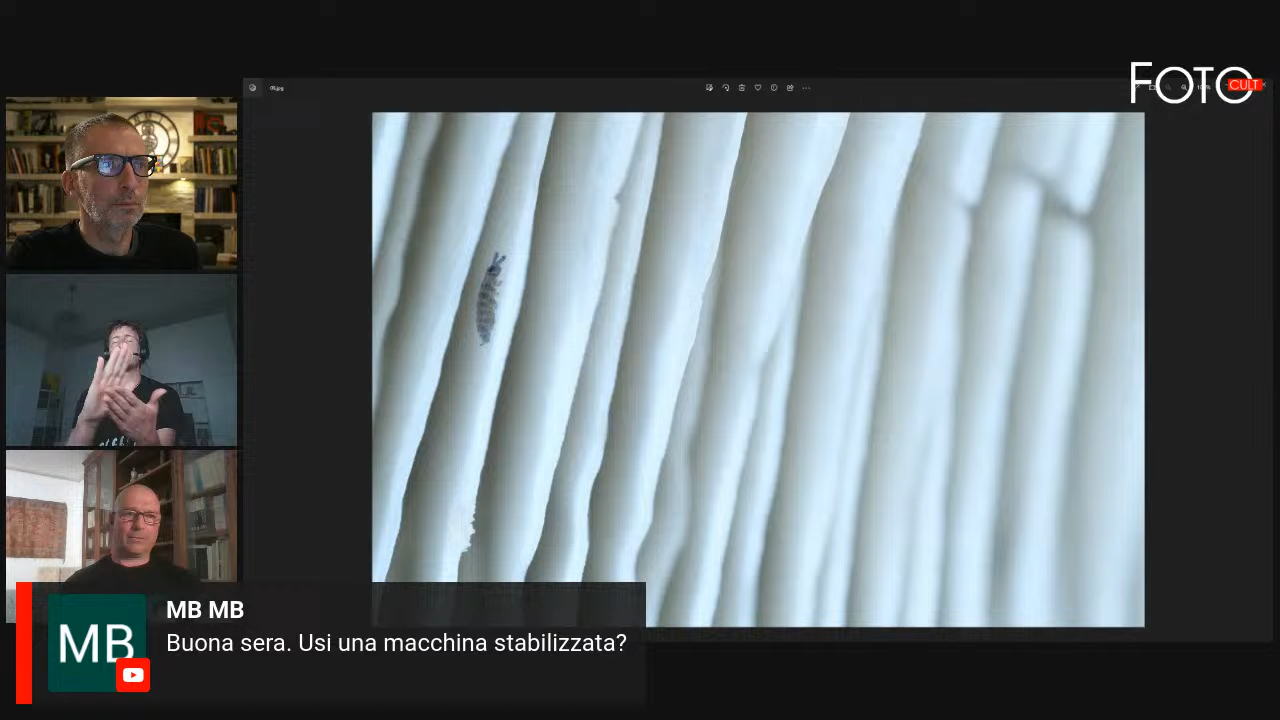 FOTO
CULT
MB MB
Buona sera. Usi una macchina stabilizzata?
MB